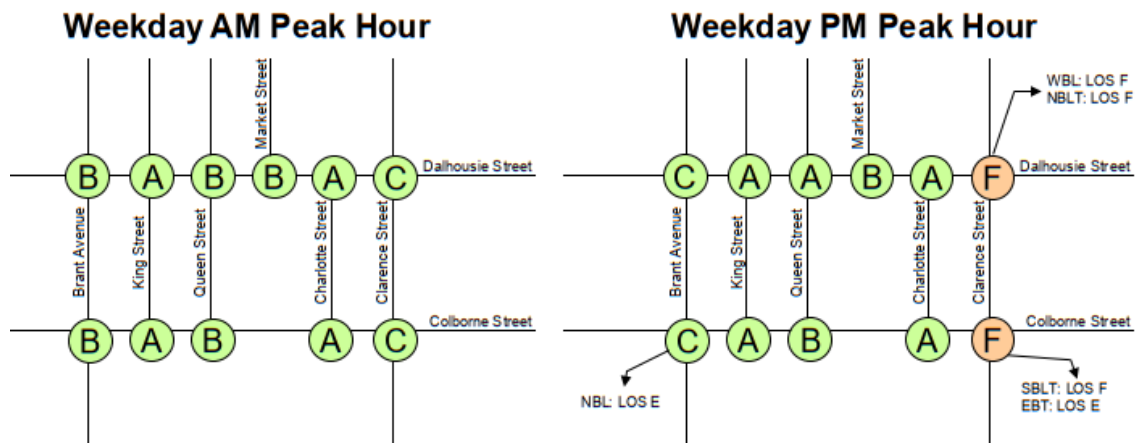 Weekday AM Peak Hour
Market Street
B
A
B
B
A
C
Dalhousie Street
Brant Avenue
King Street
Queen Street
Charlotte Street
Clarence Street
Colborne Street
B
A
B
A
C
Weekday PM Peak Hour
WBL: LOS F
NBLT: LOS F
Market Street
C
A
A
B
A
F
Dalhousie Street
Brant Avenue
King Street
Queen Street
Charlotte Street
Clarence Street
Colborne Street
C
A
B
A
F
NBL: LOS E
SBLT: LOS F
EBT: LOS E